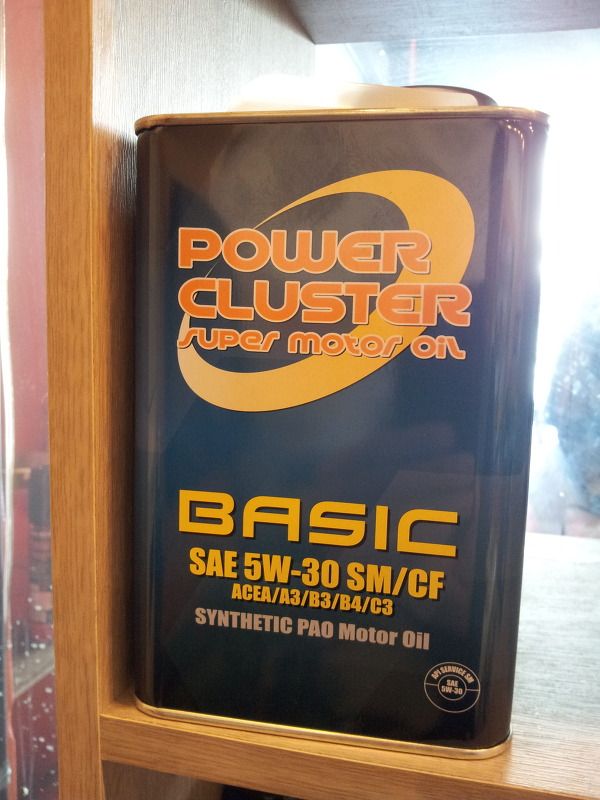 POWER
CLUSTER
SUPER MOTOR OIL
BASIC
SAE 5W-30 SM/CF
ACEA/A3/B3/B4/C3
SYNTHETIC PAO Motor Oil
API SERVICE SM
SAE
5W-30